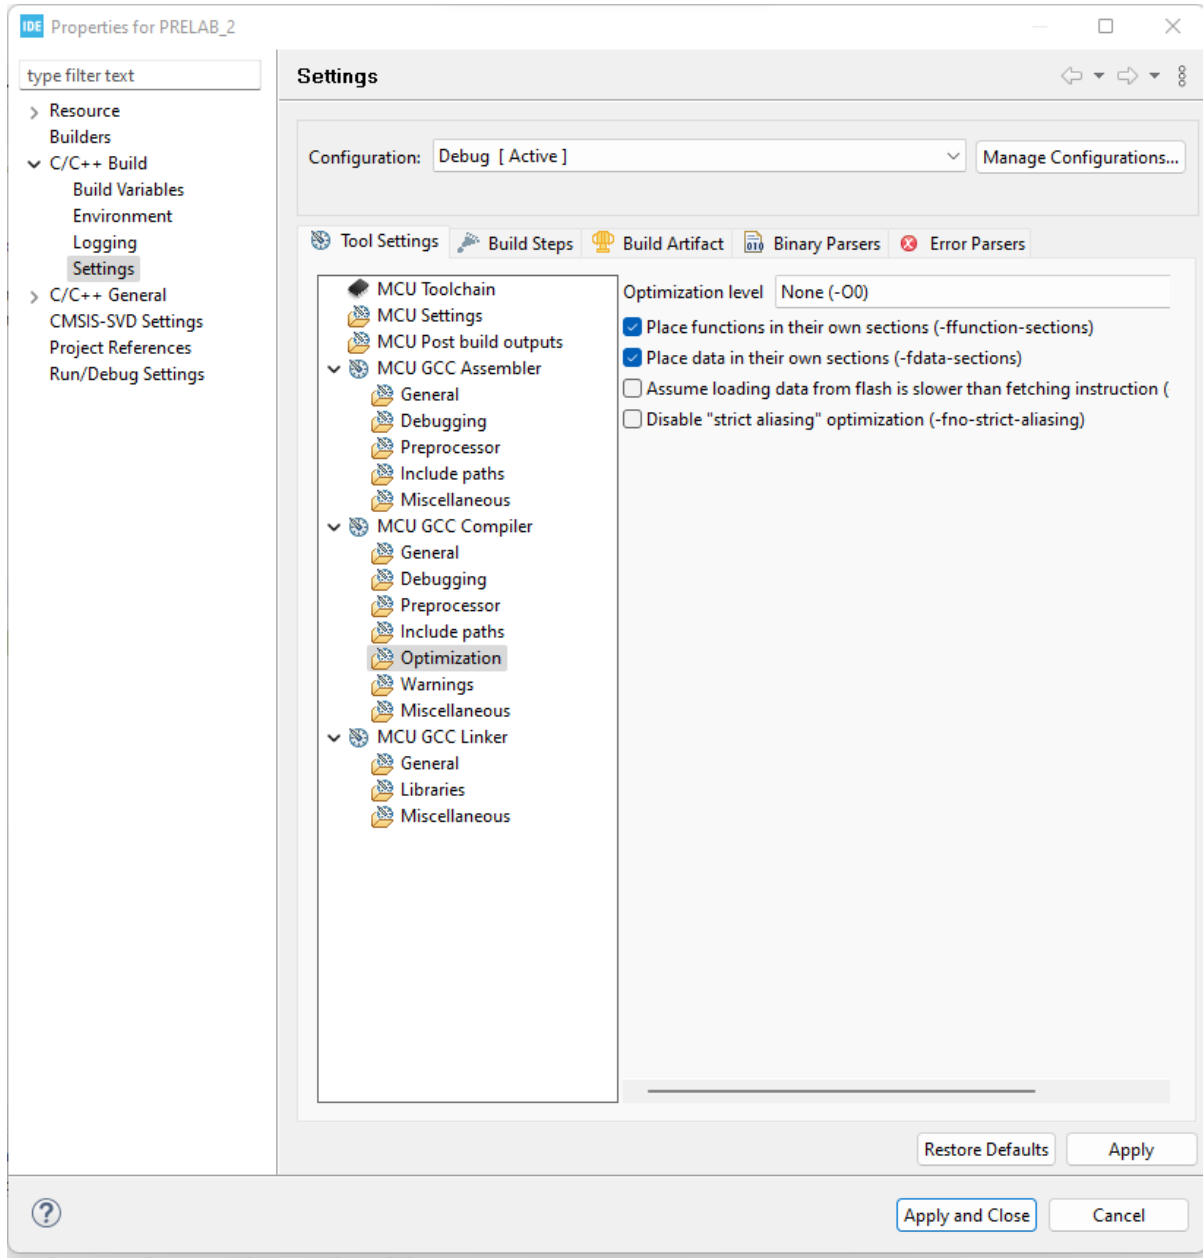 IDE Properties for PRELAB_2
type filter text
Resource
Builders
C/C++ Build
Build Variables
Environment
Logging
Settings
C/C++ General
CMSIS-SVD Settings
Project References
Run/Debug Settings
Settings
Configuration: Debug [ Active ] Manage Configurations...
Tool Settings Build Steps Build Artifact Binary Parsers Error Parsers
MCU Toolchain
MCU Settings
MCU Post build outputs
MCU GCC Assembler
General
Debugging
Preprocessor
Include paths
Miscellaneous
MCU GCC Compiler
General
Debugging
Preprocessor
Include paths
Optimization
Warnings
Miscellaneous
MCU GCC Linker
General
Libraries
Miscellaneous
Optimization level None (-O0)
Place functions in their own sections (-ffunction-sections)
Place data in their own sections (-fdata-sections)
Assume loading data from flash is slower than fetching instruction (
Disable "strict aliasing" optimization (-fno-strict-aliasing)
Restore Defaults Apply
? Apply and Close Cancel